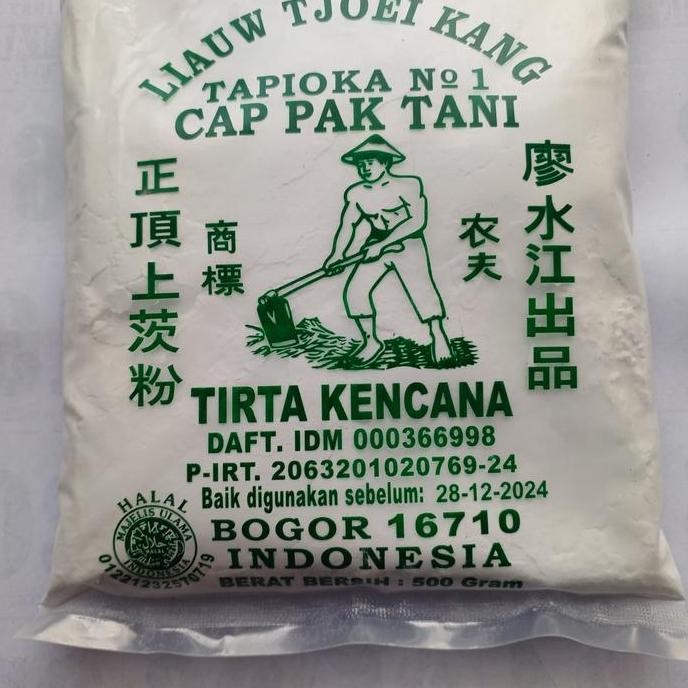 LIAUW TJOEI KANG
TAPIOKA Nº 1
CAP PAK TANI
正頂上茨粉
商標
农夫
廖水江出品
TIRTA KENCANA
DAFT. IDM 000366998
P-IRT. 2063201020769-24
Baik digunakan sebelum: 28-12-2024
BOGOR 16710
INDONESIA
BERAT BERSIH : 500 Gram
HALAL
MAJELIS ULAMA
INDONESIA
01221232570719